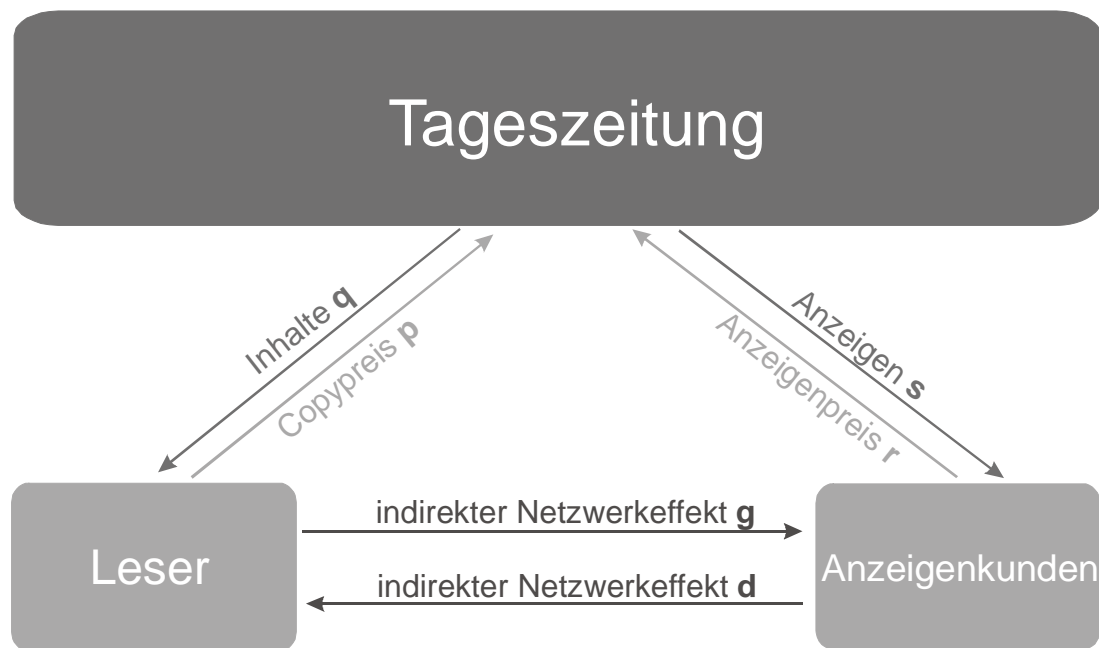 Tageszeitung
Inhalte q
Copypreis p
Anzeigen s
Anzeigenpreis r
Leser
indirekter Netzwerkeffekt g
indirekter Netzwerkeffekt d
Anzeigenkunden